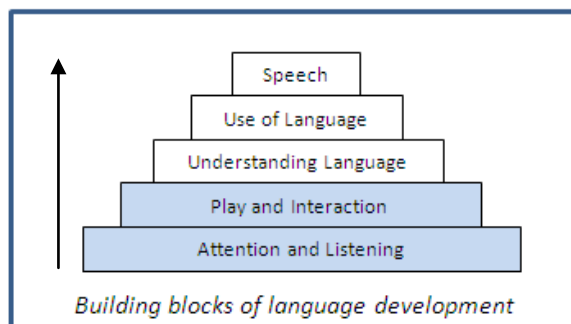 Speech
Use of Language
Understanding Language
Play and Interaction
Attention and Listening
Building blocks of language development